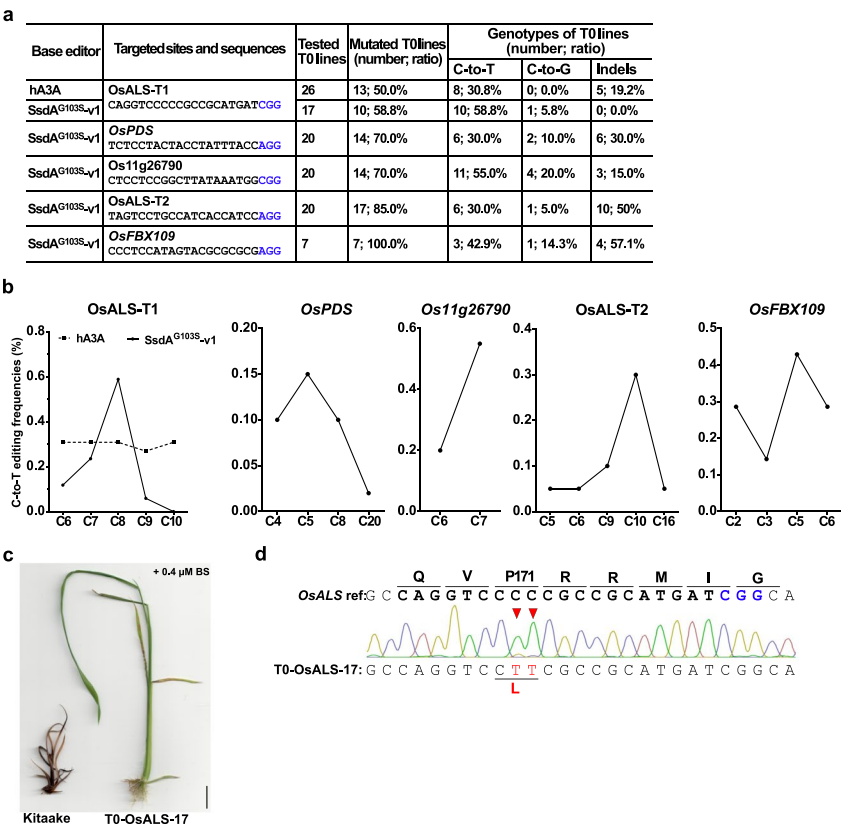 a
Base editor Targeted sites and sequences Tested T0 lines Mutated T0 lines (number; ratio) Genotypes of T0 lines (number; ratio)
C-to-T C-to-G Indels
hA3A OsALS-T1 CAGGTCCCCCGCCGCATGATCGG 26 13; 50.0% 8; 30.8% 0; 0.0% 5; 19.2%
SsdAG103S-v1 17 10; 58.8% 10; 58.8% 1; 5.8% 0; 0.0%
SsdAG103S-v1 OsPDS TCTCCTACTACCTATTTACCAGG 20 14; 70.0% 6; 30.0% 2; 10.0% 6; 30.0%
SsdAG103S-v1 Os11g26790 CTCCTCCGGCTTATAAATGGCGG 20 14; 70.0% 11; 55.0% 4; 20.0% 3; 15.0%
SsdAG103S-v1 OsALS-T2 TAGTCCTGCCATCACCATCCAGG 20 17; 85.0% 6; 30.0% 1; 5.0% 10; 50%
SsdAG103S-v1 OsFBX109 CCCTCCATAGTACGCGCGCGAGG 7 7; 100.0% 3; 42.9% 1; 14.3% 4; 57.1%
b
OsALS-T1 OsPDS Os11g26790 OsALS-T2 OsFBX109
C-to-T editing frequencies (%)
hA3A SsdAG103S-v1
0.8 0.6 0.4 0.2 0.0
C6 C7 C8 C9 C10
0.20 0.15 0.10 0.05 0.00
C4 C5 C8 C20
0.6 0.4 0.2 0.0
C6 C7
0.4 0.3 0.2 0.1 0.0
C5 C6 C9 C10 C16
0.5 0.4 0.3 0.2 0.1 0.0
C2 C3 C5 C6
c
+ 0.4 μM BS
Kitaake T0-OsALS-17
d
Q V P171 R R M I G
OsALS ref: G C C A G G T C C C C C G C C G C A T G A T C G G C A
T0-OsALS-17: G C C A G G T C C T T C G C C G C A T G A T C G G C A
L